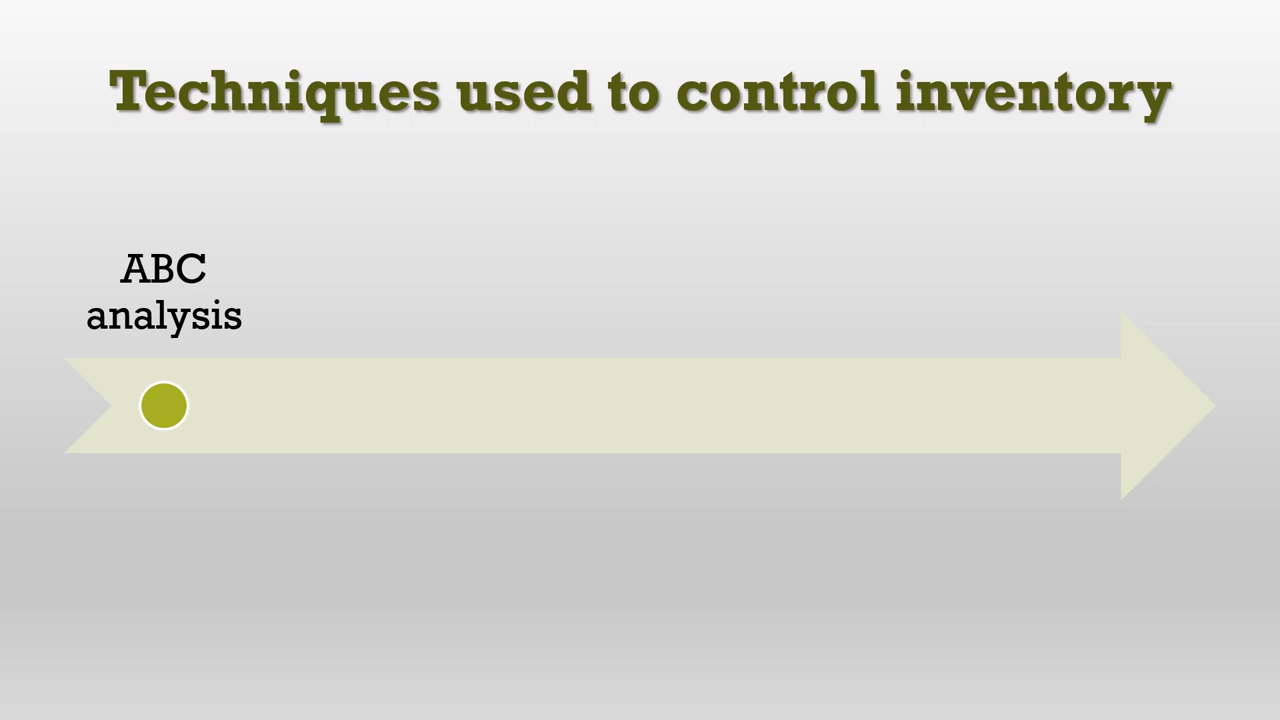 Techniques used to control inventory
ABC
analysis